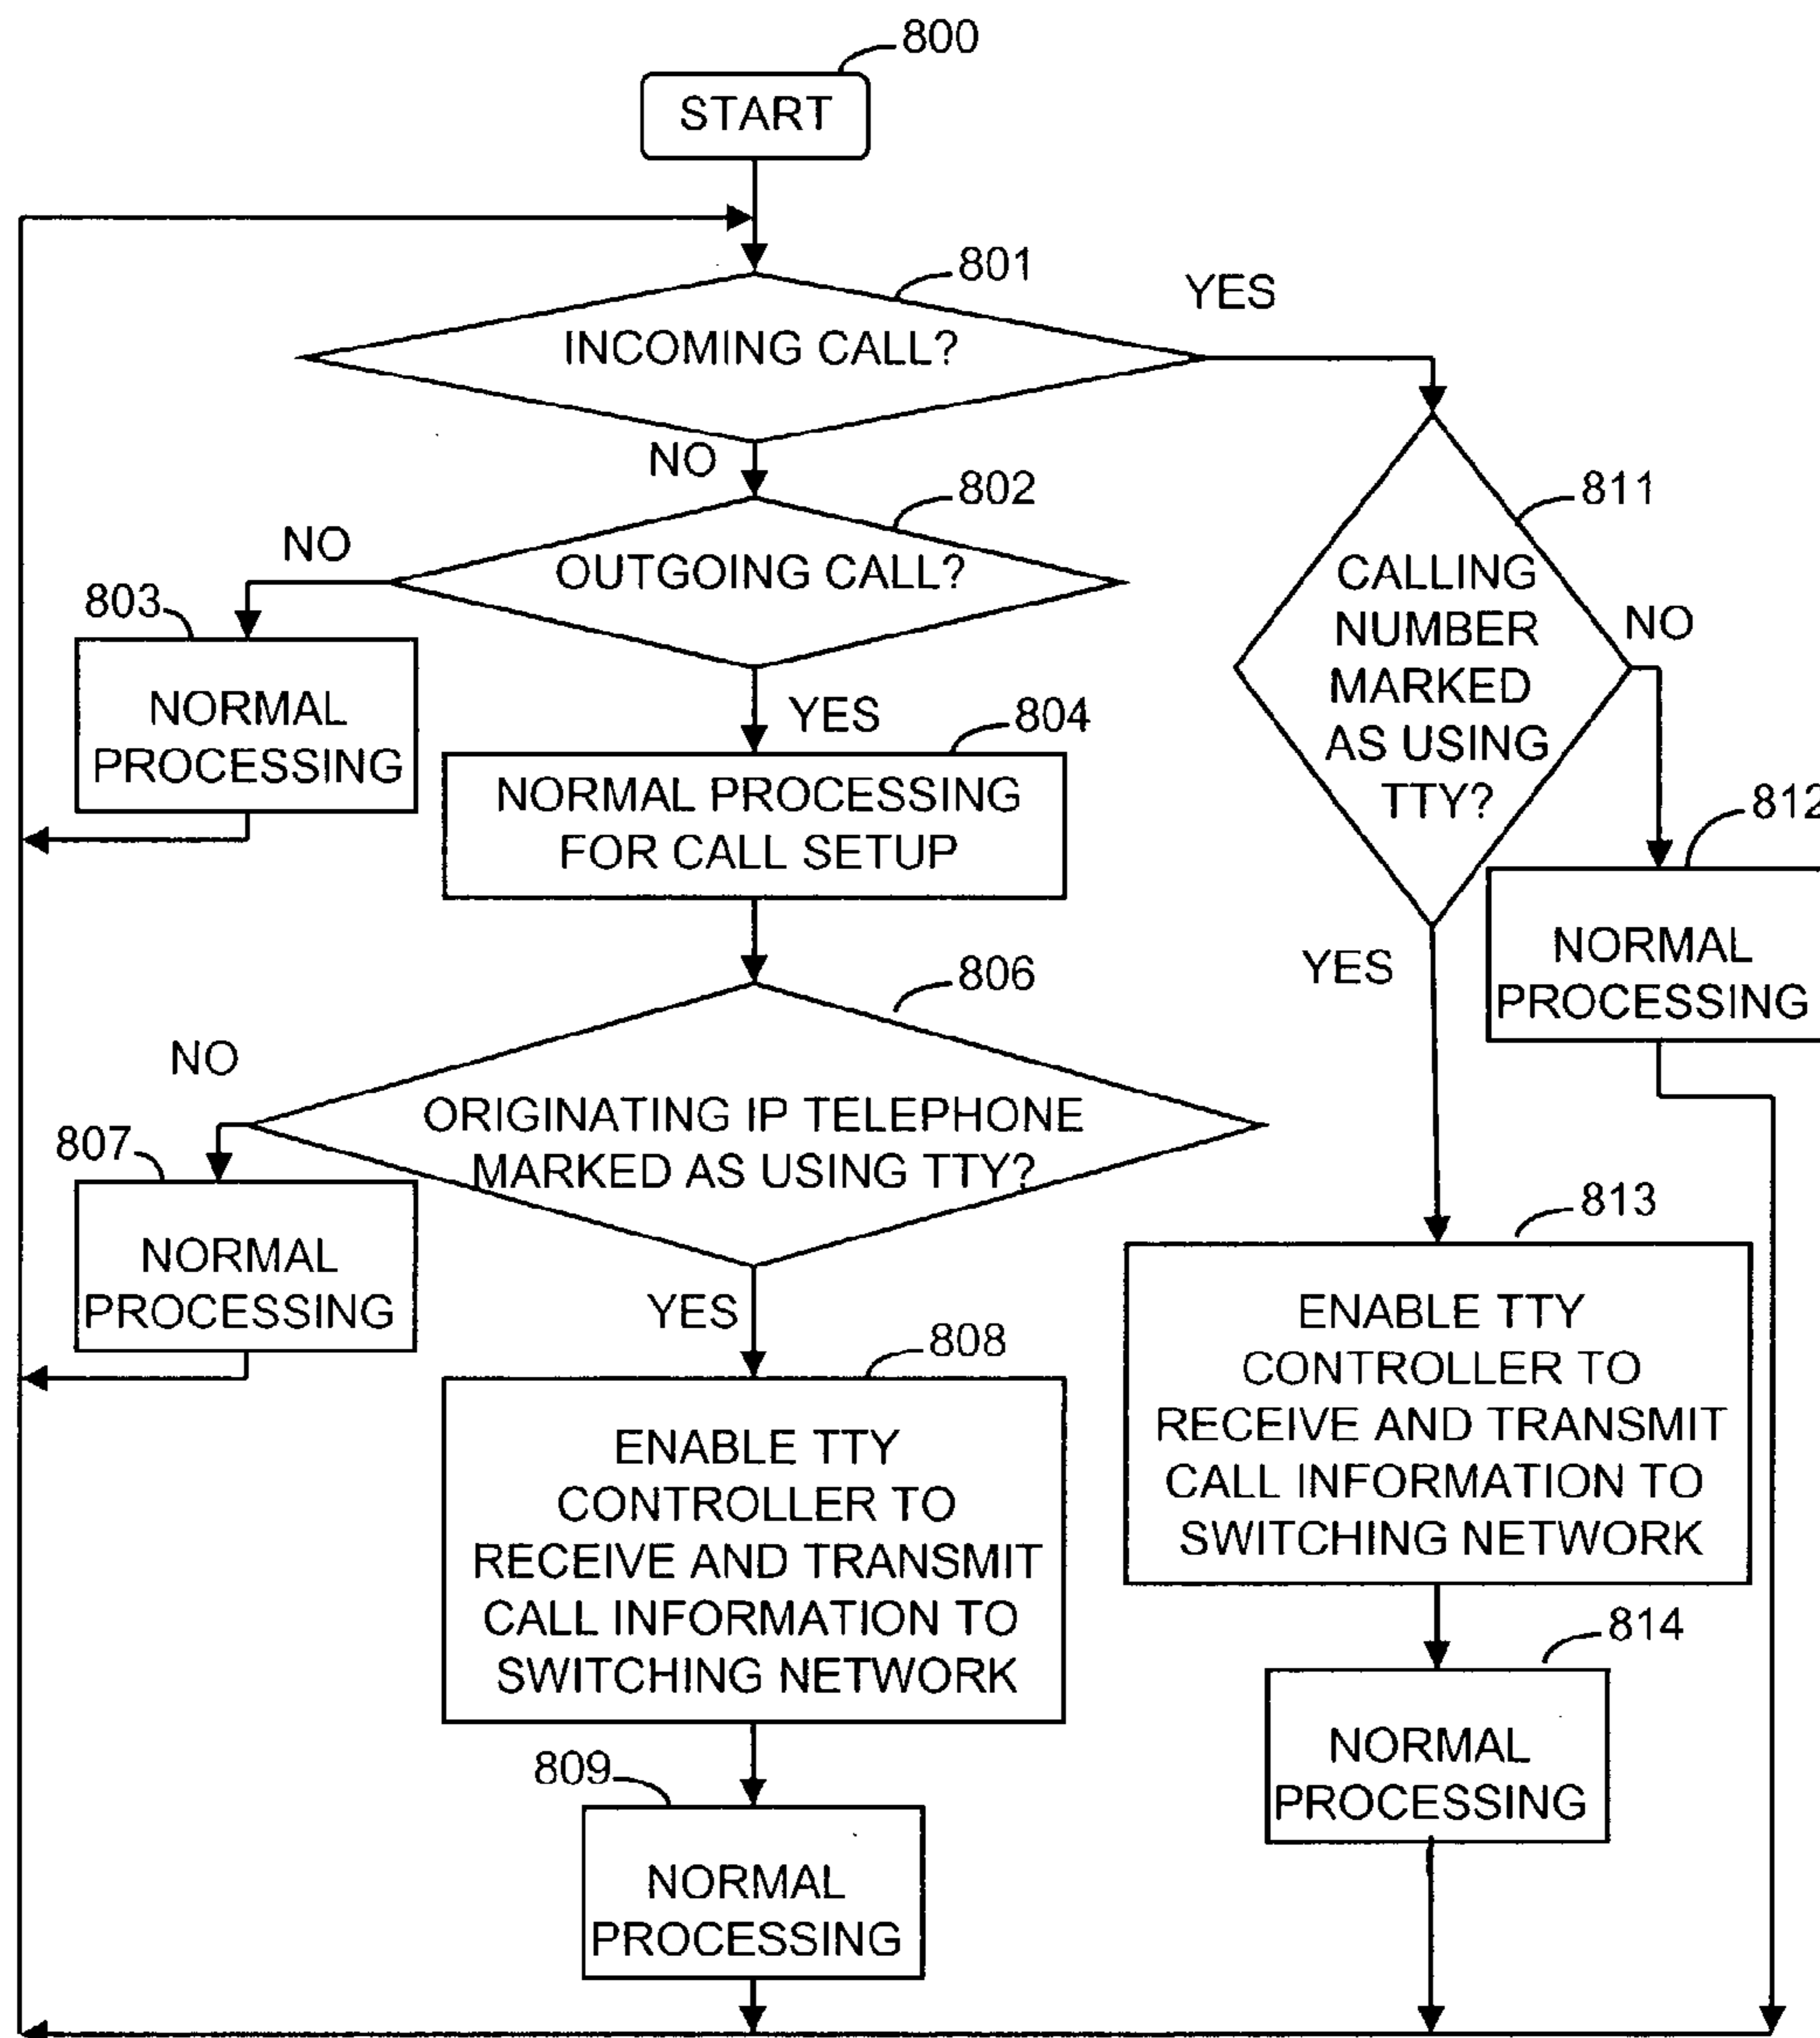 800
START
801
YES
INCOMING CALL?
NO
802
811
NO
OUTGOING CALL?
CALLING
NUMBER
MARKED
AS USING
TTY?
NO
803
NORMAL
PROCESSING
YES
804
NORMAL PROCESSING
FOR CALL SETUP
812
NORMAL
PROCESSING
YES
806
NO
ORIGINATING IP TELEPHONE
MARKED AS USING TTY?
807
NORMAL
PROCESSING
YES
808
ENABLE TTY
CONTROLLER TO
RECEIVE AND TRANSMIT
CALL INFORMATION TO
SWITCHING NETWORK
813
ENABLE TTY
CONTROLLER TO
RECEIVE AND TRANSMIT
CALL INFORMATION TO
SWITCHING NETWORK
814
NORMAL
PROCESSING
809
NORMAL
PROCESSING